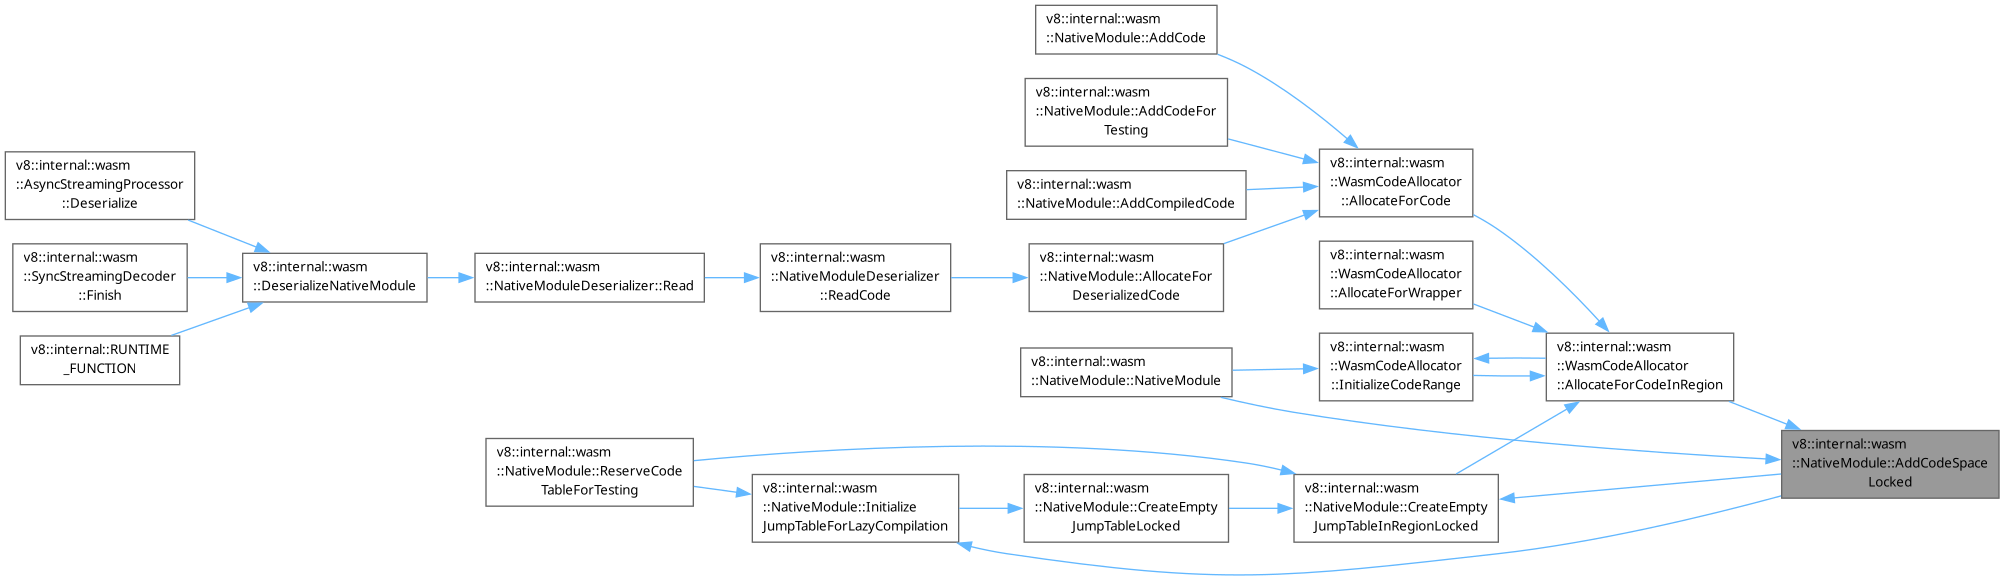 v8::internal::wasm
::NativeModule::AddCode
v8::internal::wasm
::NativeModule::AddCodeFor
Testing
v8::internal::wasm
::AsyncStreamingProcessor
::Deserialize
v8::internal::wasm
::WasmCodeAllocator
::AllocateForCode
v8::internal::wasm
::NativeModule::AddCompiledCode
v8::internal::wasm
::SyncStreamingDecoder
::Finish
v8::internal::wasm
::DeserializeNativeModule
v8::internal::wasm
::NativeModuleDeserializer::Read
v8::internal::wasm
::NativeModuleDeserializer
::ReadCode
v8::internal::wasm
::NativeModule::AllocateFor
DeserializedCode
v8::internal::wasm
::WasmCodeAllocator
::AllocateForWrapper
v8::internal::RUNTIME
_FUNCTION
v8::internal::wasm
::NativeModule::NativeModule
v8::internal::wasm
::WasmCodeAllocator
::InitializeCodeRange
v8::internal::wasm
::WasmCodeAllocator
::AllocateForCodeInRegion
v8::internal::wasm
::NativeModule::AddCodeSpace
Locked
v8::internal::wasm
::NativeModule::ReserveCode
TableForTesting
v8::internal::wasm
::NativeModule::Initialize
JumpTableForLazyCompilation
v8::internal::wasm
::NativeModule::CreateEmpty
JumpTableLocked
v8::internal::wasm
::NativeModule::CreateEmpty
JumpTableInRegionLocked